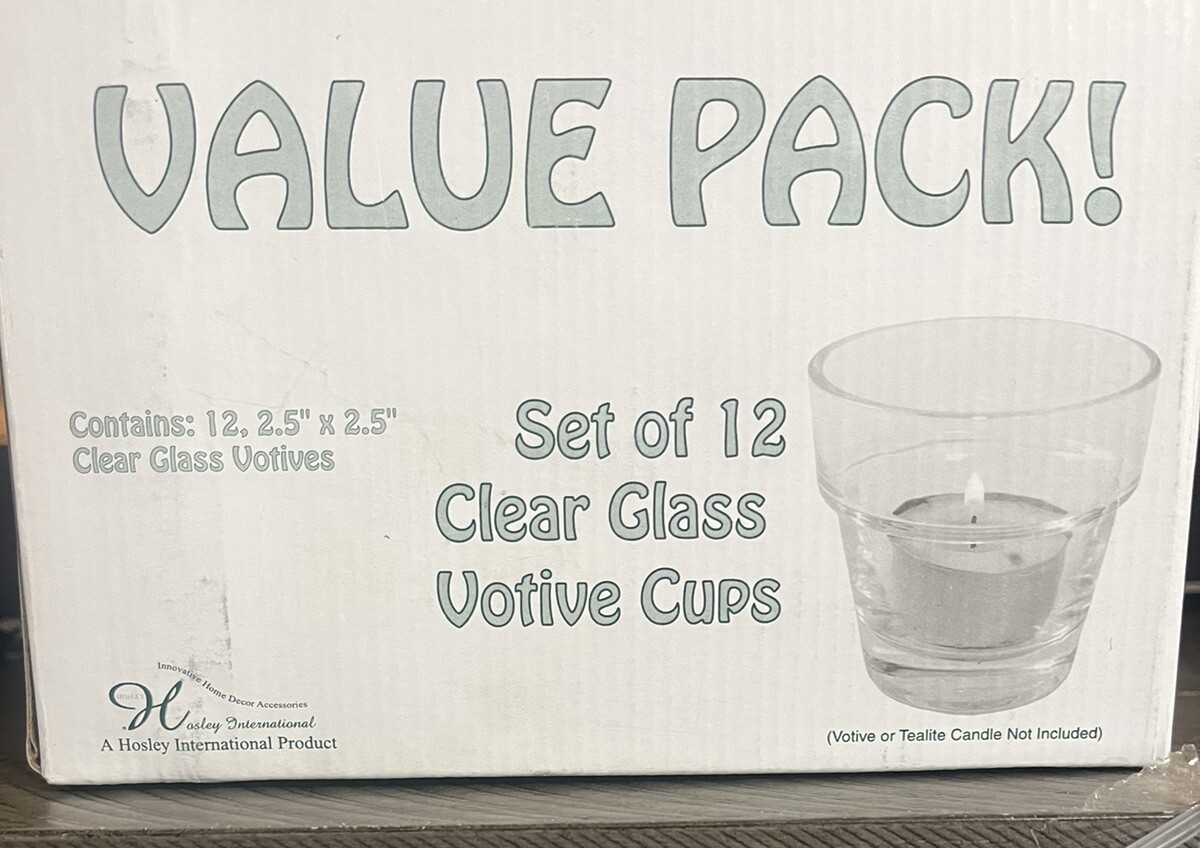 VALUE PACK!
Contains: 12, 2.5" x 2.5"
Clear Glass Votives
Set of 12
Clear Glass
Votive Cups
Innovative Home Decor Accessories
Hosley International
A Hosley International Product
(Votive or Tealite Candle Not Included)